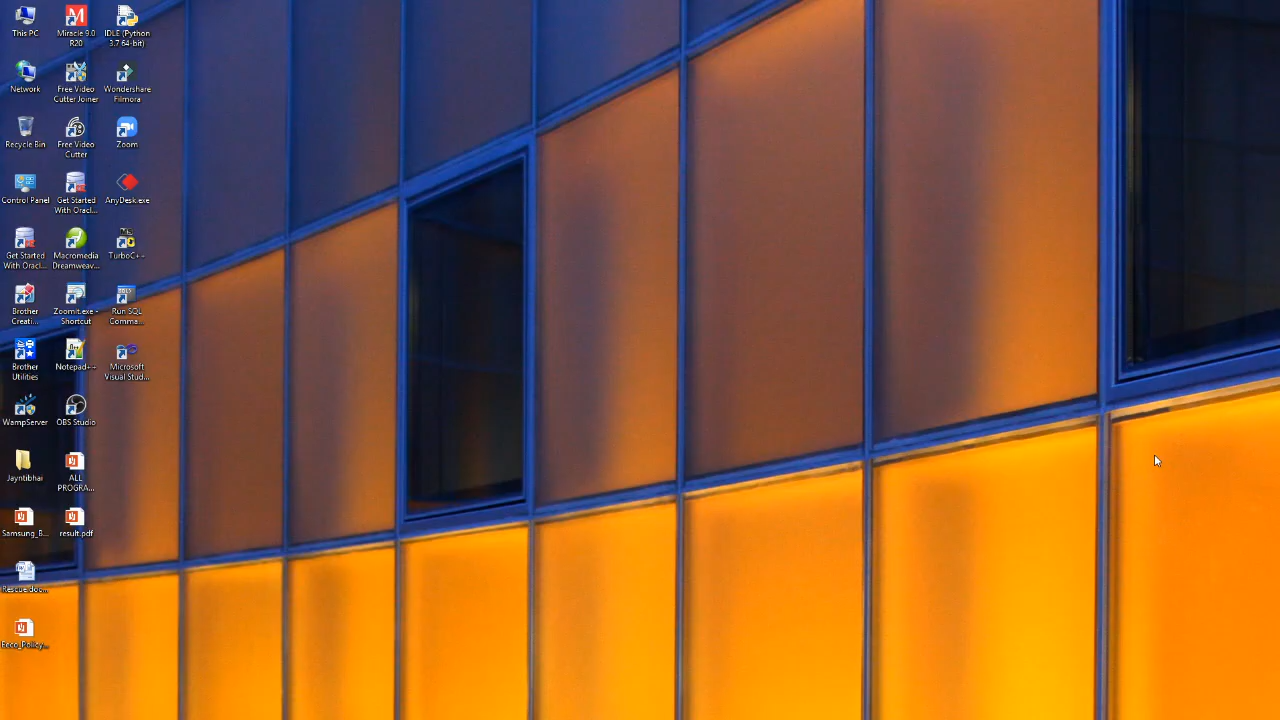 This PC
Miracle 9.0
R20
IDLE (Python
3.7 64-bit)
Network
Free Video
Cutter Joiner
Wondershare
Filmora
Recycle Bin
Free Video
Cutter
Zoom
Control Panel
Get Started
With Oracl...
AnyDesk.exe
Get Started
With Oracl...
Macromedia
Dreamweav...
TurboC++
Brother
Creati...
Zoomit.exe -
Shortcut
Run SQL
Comma...
Brother
Utilities
Notepad++
Microsoft
Visual Stud...
WampServer
OBS Studio
Jayntibhai
ALL
PROGRA...
Samsung_B...
result.pdf
Rescuerdoo...
Eeco_Policy...